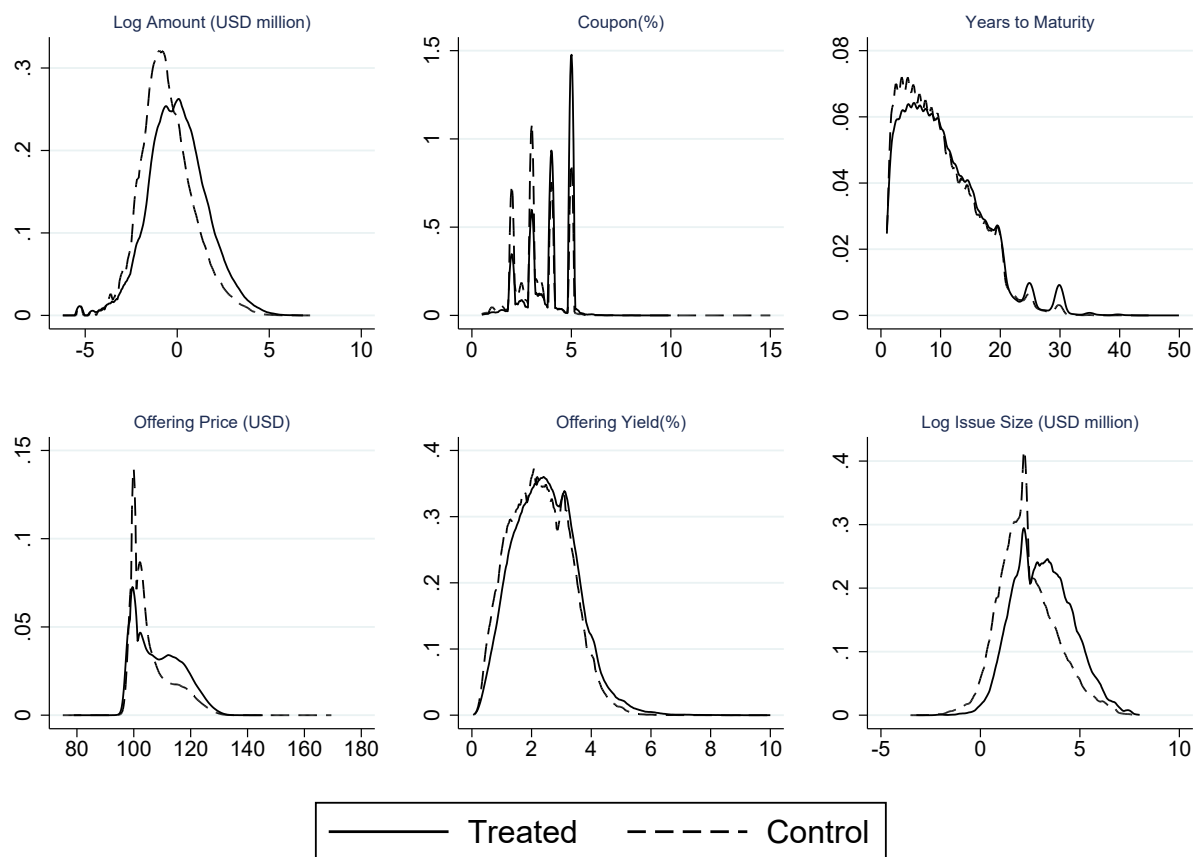 Log Amount (USD million)
.3
.2
.1
0
-5 0 5 10
Coupon(%)
1.5
1
.5
0
0 5 10 15
Years to Maturity
.08
.06
.04
.02
0
0 10 20 30 40 50
Offering Price (USD)
.15
.1
.05
0
80 100 120 140 160 180
Offering Yield(%)
.4
.3
.2
.1
0
0 2 4 6 8 10
Log Issue Size (USD million)
.4
.3
.2
.1
0
-5 0 5 10
Treated Control